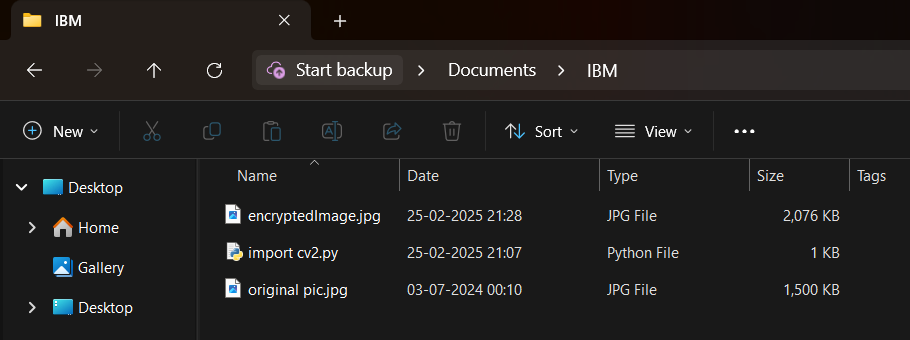 IBM
Start backup Documents IBM
New Sort View
Name Date Type Size Tags
Desktop
encryptedImage.jpg 25-02-2025 21:28 JPG File 2,076 KB
Home
import cv2.py 25-02-2025 21:07 Python File 1 KB
Gallery
original pic.jpg 03-07-2024 00:10 JPG File 1,500 KB
Desktop